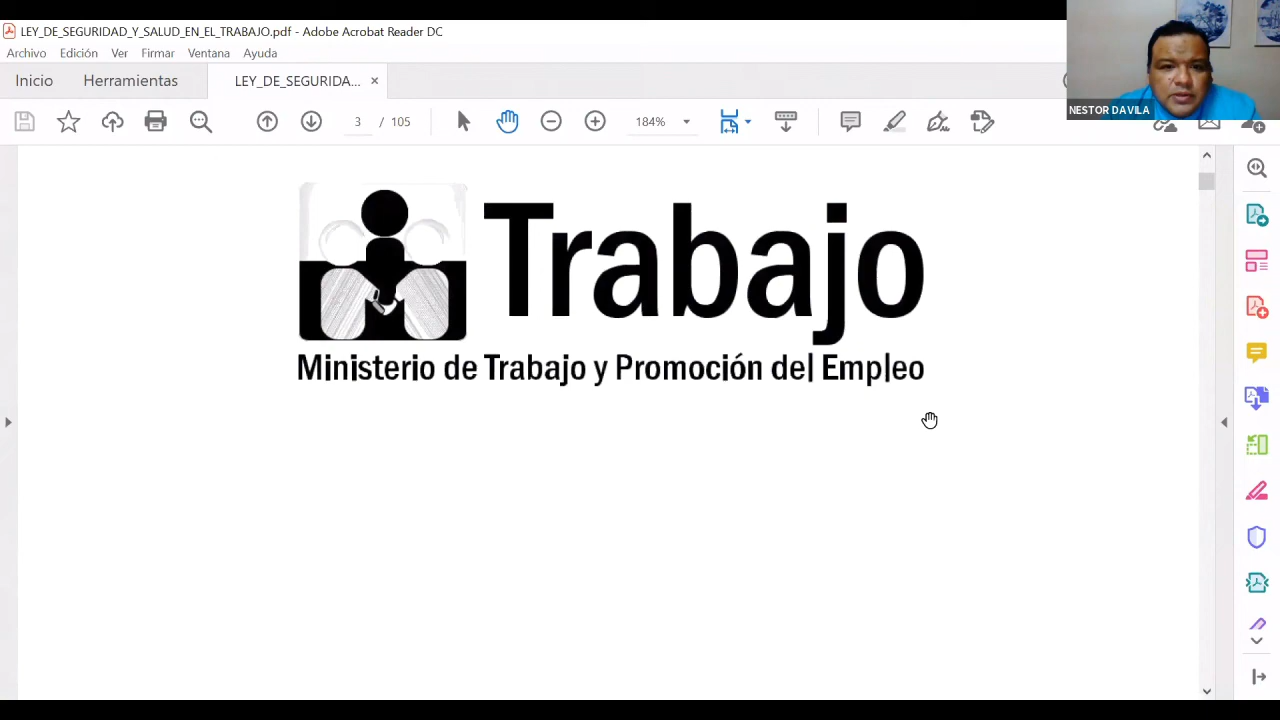 LEY_DE_SEGURIDAD_Y_SALUD_EN_EL_TRABAJO.pdf - Adobe Acrobat Reader DC
Archivo Edición Ver Firmar Ventana Ayuda
Inicio Herramientas LEY_DE_SEGURIDA... ×
3 / 105 184%
NESTOR DAVILA
Trabajo
Ministerio de Trabajo y Promoción del Empleo